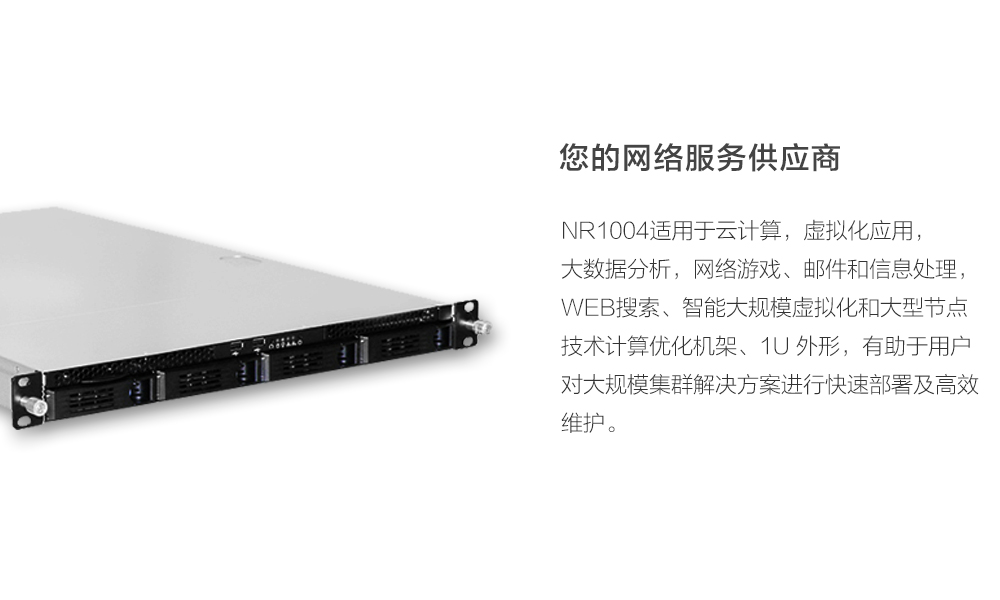 您的网络服务供应商
NR1004适用于云计算，虚拟化应用，
大数据分析，网络游戏、邮件和信息处理，
WEB搜索、智能大规模虚拟化和大型节点
技术计算优化机架、1U 外形，有助于用户
对大规模集群解决方案进行快速部署及高效
维护。